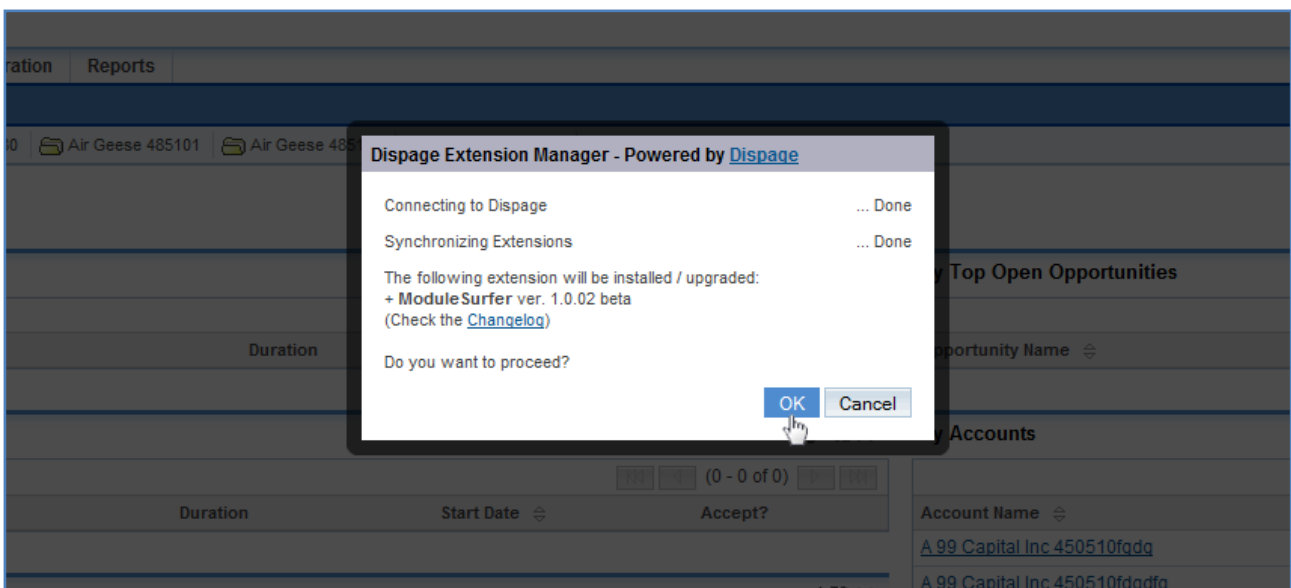 ration Reports
Air Geese 485101 Air Geese 485
Dispage Extension Manager - Powered by Dispage
Connecting to Dispage ... Done
Synchronizing Extensions ... Done
The following extension will be installed / upgraded:
+ ModuleSurfer ver. 1.0.02 beta
(Check the Changelog)
Do you want to proceed?
OK Cancel
y Top Open Opportunities
Duration pportunity Name
y Accounts
(0 - 0 of 0)
Duration Start Date Accept? Account Name
A 99 Capital Inc 450510fgdg
A 99 Capital Inc 450510fdgdfg